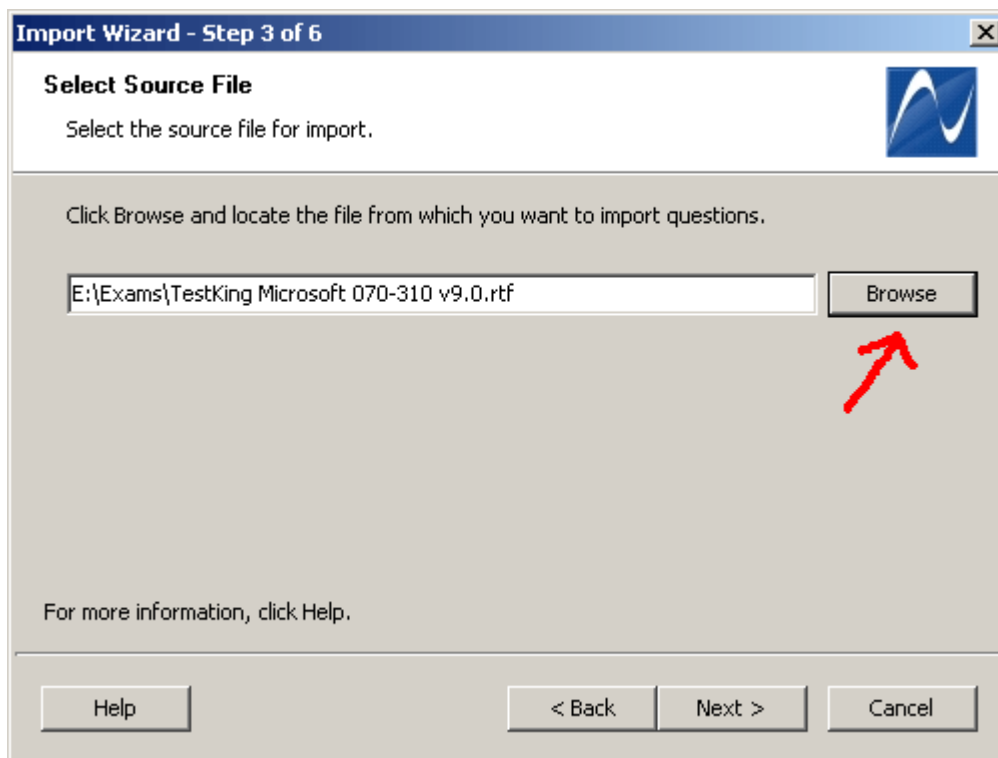 Import Wizard - Step 3 of 6
Select Source File
Select the source file for import.
Click Browse and locate the file from which you want to import questions.
E:\Exams\TestKing Microsoft 070-310 v9.0.rtf
Browse
For more information, click Help.
Help
< Back
Next >
Cancel